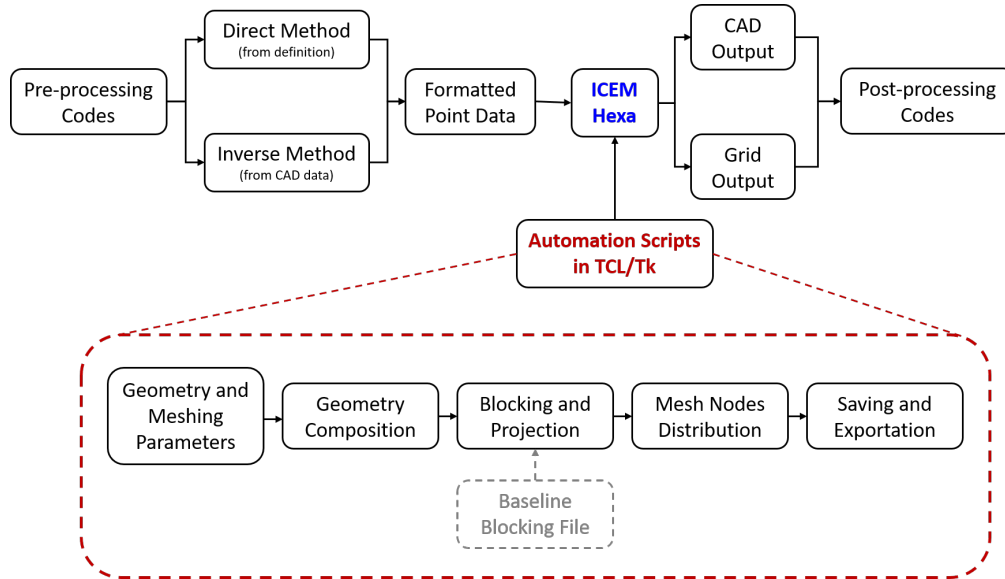 Pre-processing
Codes
Direct Method
(from definition)
Inverse Method
(from CAD data)
Formatted
Point Data
ICEM
Hexa
CAD
Output
Grid
Output
Post-processing
Codes
Automation Scripts
in TCL/Tk
Geometry and
Meshing
Parameters
Geometry
Composition
Blocking and
Projection
Mesh Nodes
Distribution
Saving and
Exportation
Baseline
Blocking File